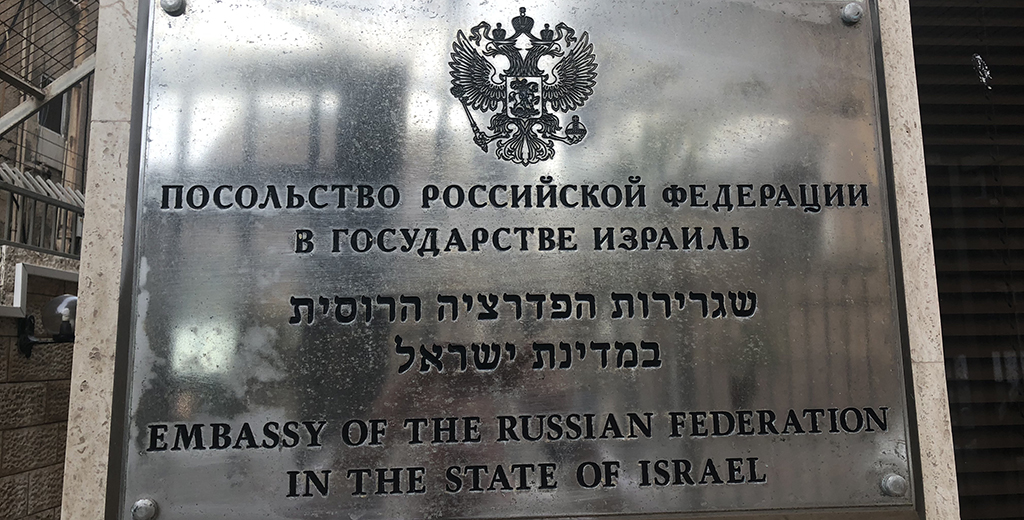 ПОСОЛЬСТВО РОССИЙСКОЙ ФЕДЕРАЦИИ
В ГОСУДАРСТВЕ ИЗРАИЛЬ
שגרירות הפדרציה הרוסית
במדינת ישראל
EMBASSY OF THE RUSSIAN FEDERATION
IN THE STATE OF ISRAEL